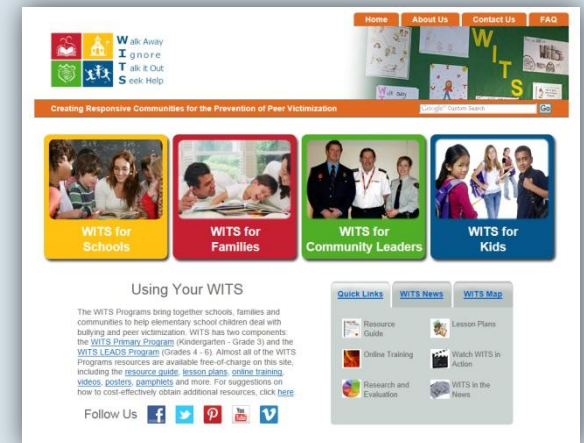 Home About Us Contact Us FAQ
Walk Away
Ignore
Talk it Out
Seek Help
WITS
Walk away
Creating Responsive Communities for the Prevention of Peer Victimization
Google™ Custom Search Go
WITS for Schools
WITS for Families
WITS for Community Leaders
WITS for Kids
Using Your WITS
The WITS Programs bring together schools, families and
communities to help elementary school children deal with
bullying and peer victimization. WITS has two components:
the WITS Primary Program (Kindergarten - Grade 3) and the
WITS LEADS Program (Grades 4 - 6). Almost all of the WITS
Programs resources are available free-of-charge on this site,
including the resource guide, lesson plans, online training,
videos, posters, pamphlets and more. For suggestions on
how to cost-effectively obtain additional resources, click here.
Follow Us
You Tube
Quick Links WITS News WITS Map
Resource Guide
Lesson Plans
Online Training
Watch WITS in Action
Research and Evaluation
WITS in the News